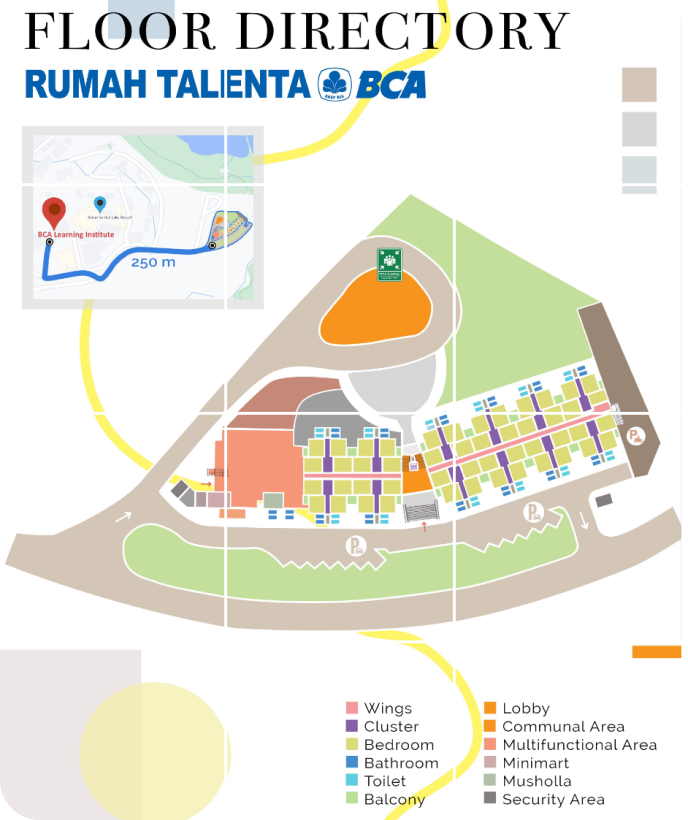 FLOOR DIRECTORY
RUMAH TALENTA BCA
BCA Learning Institute
250 m
P
P
P
P
Wings
Cluster
Bedroom
Bathroom
Toilet
Balcony
Lobby
Communal Area
Multifunctional Area
Minimart
Musholla
Security Area